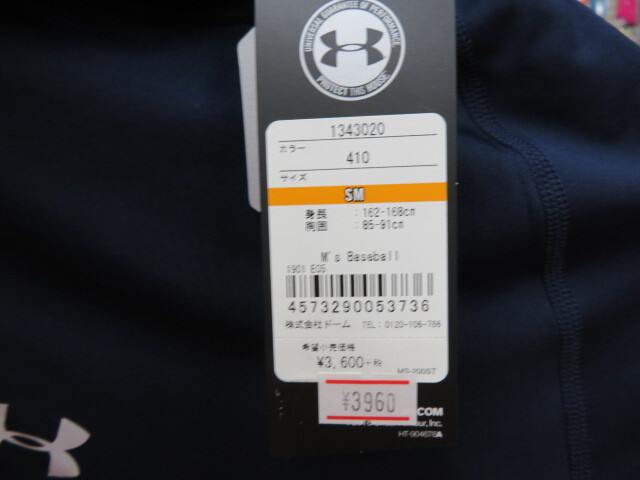 UNIVERSAL GUARANTEE OF PERFORMANCE
PROTECT THIS HOUSE
1343020
カラー
410
サイズ
SM
身長 : 162-168cm
胸囲 : 85-91cm
M's Baseball
1901 E05
4573290053736
株式会社ドーム TEL : 0120-106-786
希望小売価格
¥3,600+税
MS-200ST
¥3960
.COM
Inc.
HT-904676A